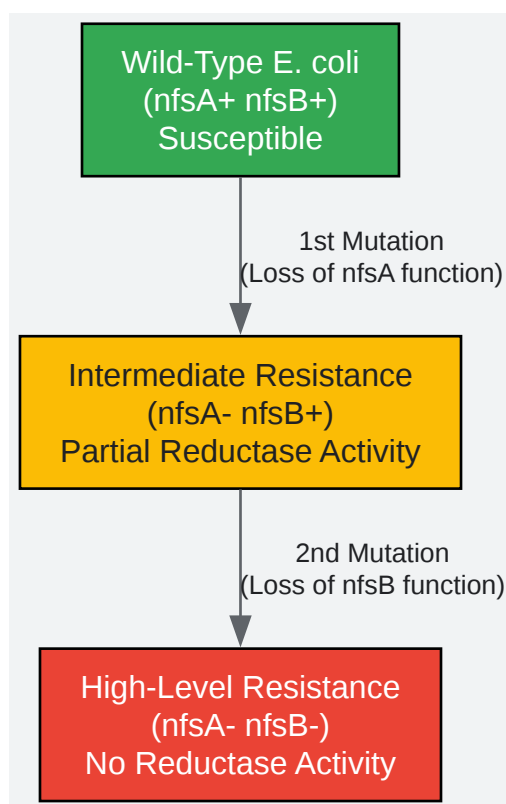 Wild-Type E. coli
(nfsA+ nfsB+)
Susceptible
1st Mutation
(Loss of nfsA function)
Intermediate Resistance
(nfsA- nfsB+)
Partial Reductase Activity
2nd Mutation
(Loss of nfsB function)
High-Level Resistance
(nfsA- nfsB-)
No Reductase Activity